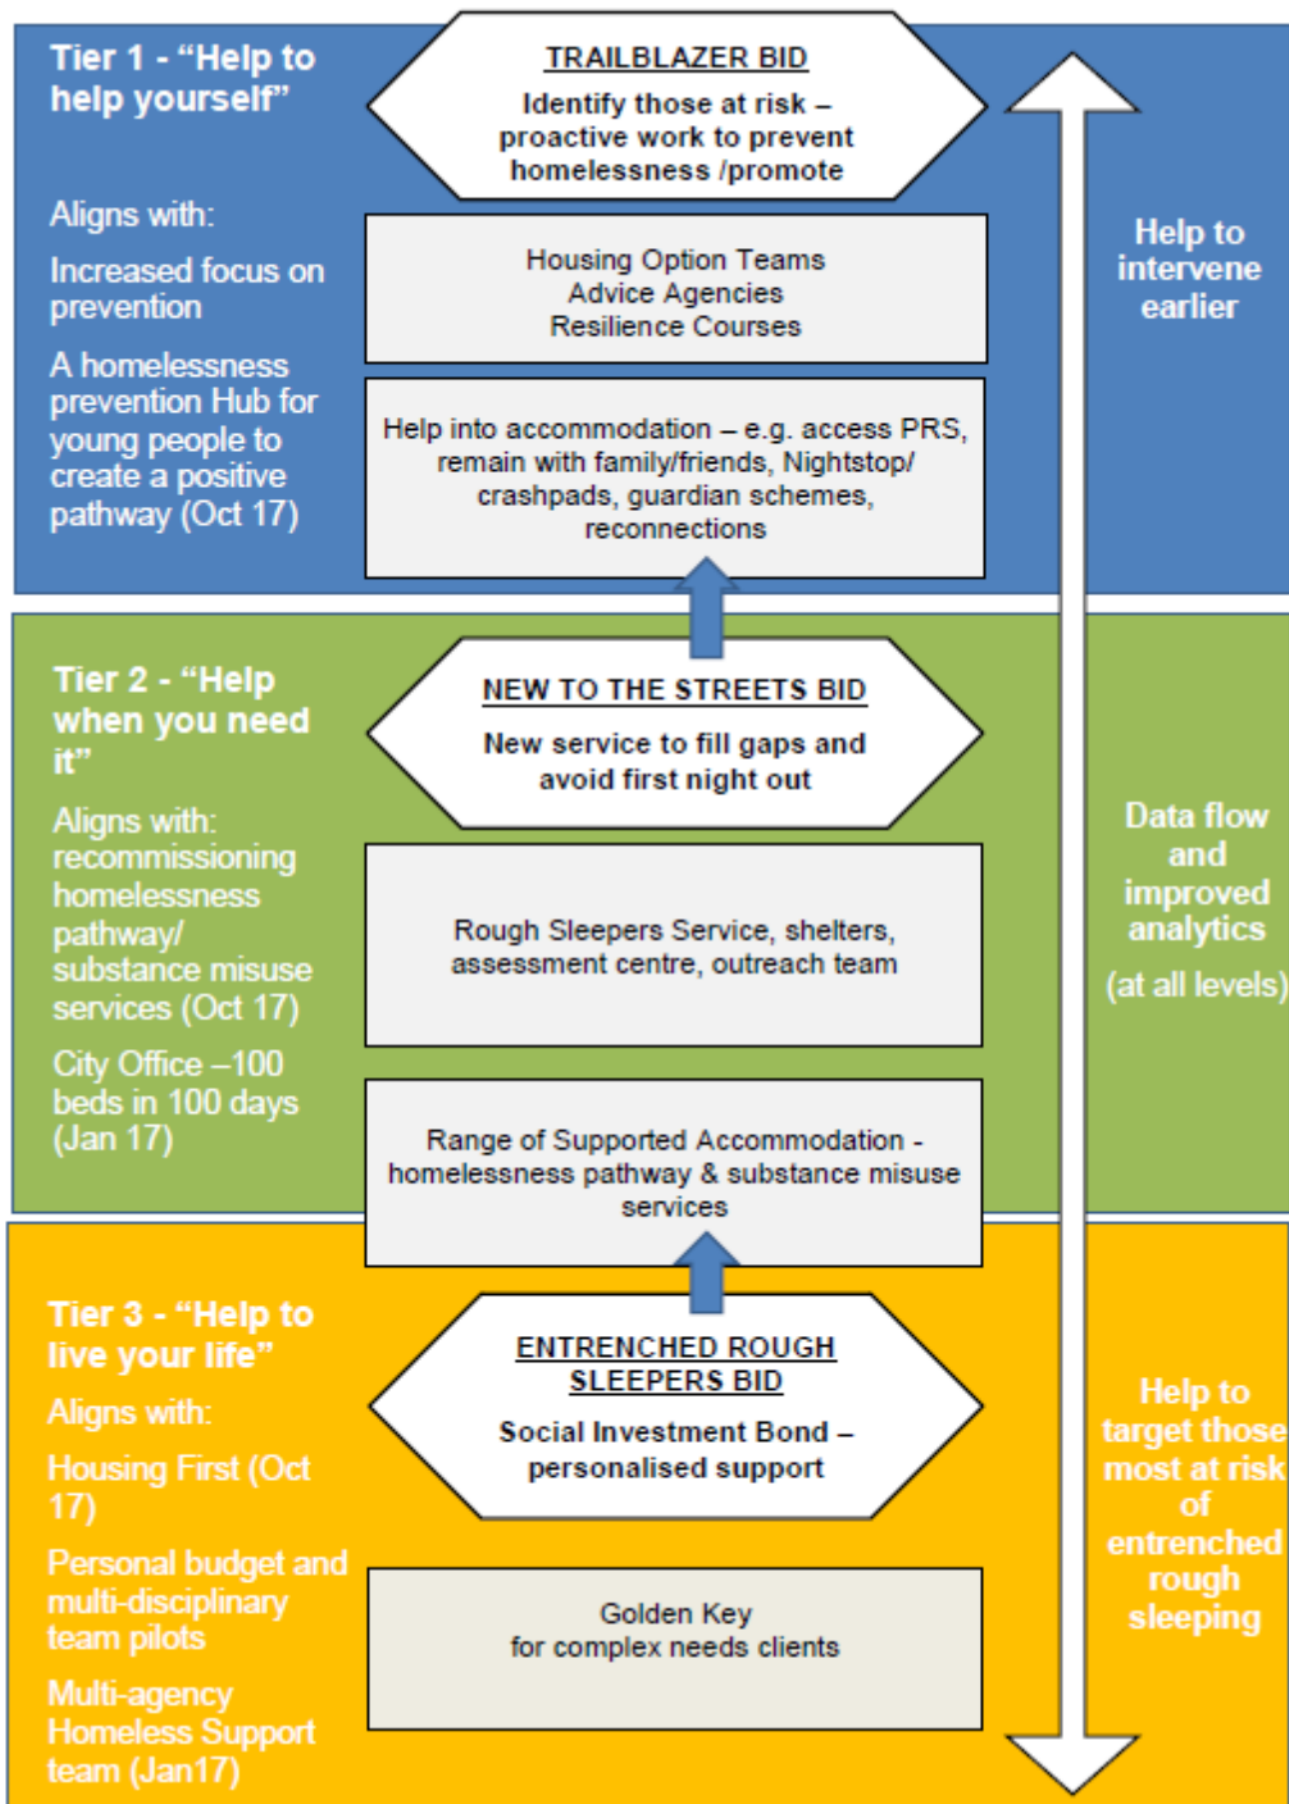 Tier 1 - “Help to
help yourself”
Aligns with:
Increased focus on
prevention
A homelessness
prevention Hub for
young people to
create a positive
pathway (Oct 17)
TRAILBLAZER BID
Identify those at risk –
proactive work to prevent
homelessness /promote
Housing Option Teams
Advice Agencies
Resilience Courses
Help into accommodation – e.g. access PRS,
remain with family/friends, Nightstop/
crashpads, guardian schemes,
reconnections
Help to
intervene
earlier
Tier 2 - “Help
when you need
it”
Aligns with:
recommissioning
homelessness
pathway/
substance misuse
services (Oct 17)
City Office –100
beds in 100 days
(Jan 17)
NEW TO THE STREETS BID
New service to fill gaps and
avoid first night out
Rough Sleepers Service, shelters,
assessment centre, outreach team
Range of Supported Accommodation -
homelessness pathway & substance misuse
services
Data flow
and
improved
analytics
(at all levels)
Tier 3 - “Help to
live your life”
Aligns with:
Housing First (Oct
17)
Personal budget and
multi-disciplinary
team pilots
Multi-agency
Homeless Support
team (Jan17)
ENTRENCHED ROUGH
SLEEPERS BID
Social Investment Bond –
personalised support
Golden Key
for complex needs clients
Help to
target those
most at risk
of
entrenched
rough
sleeping